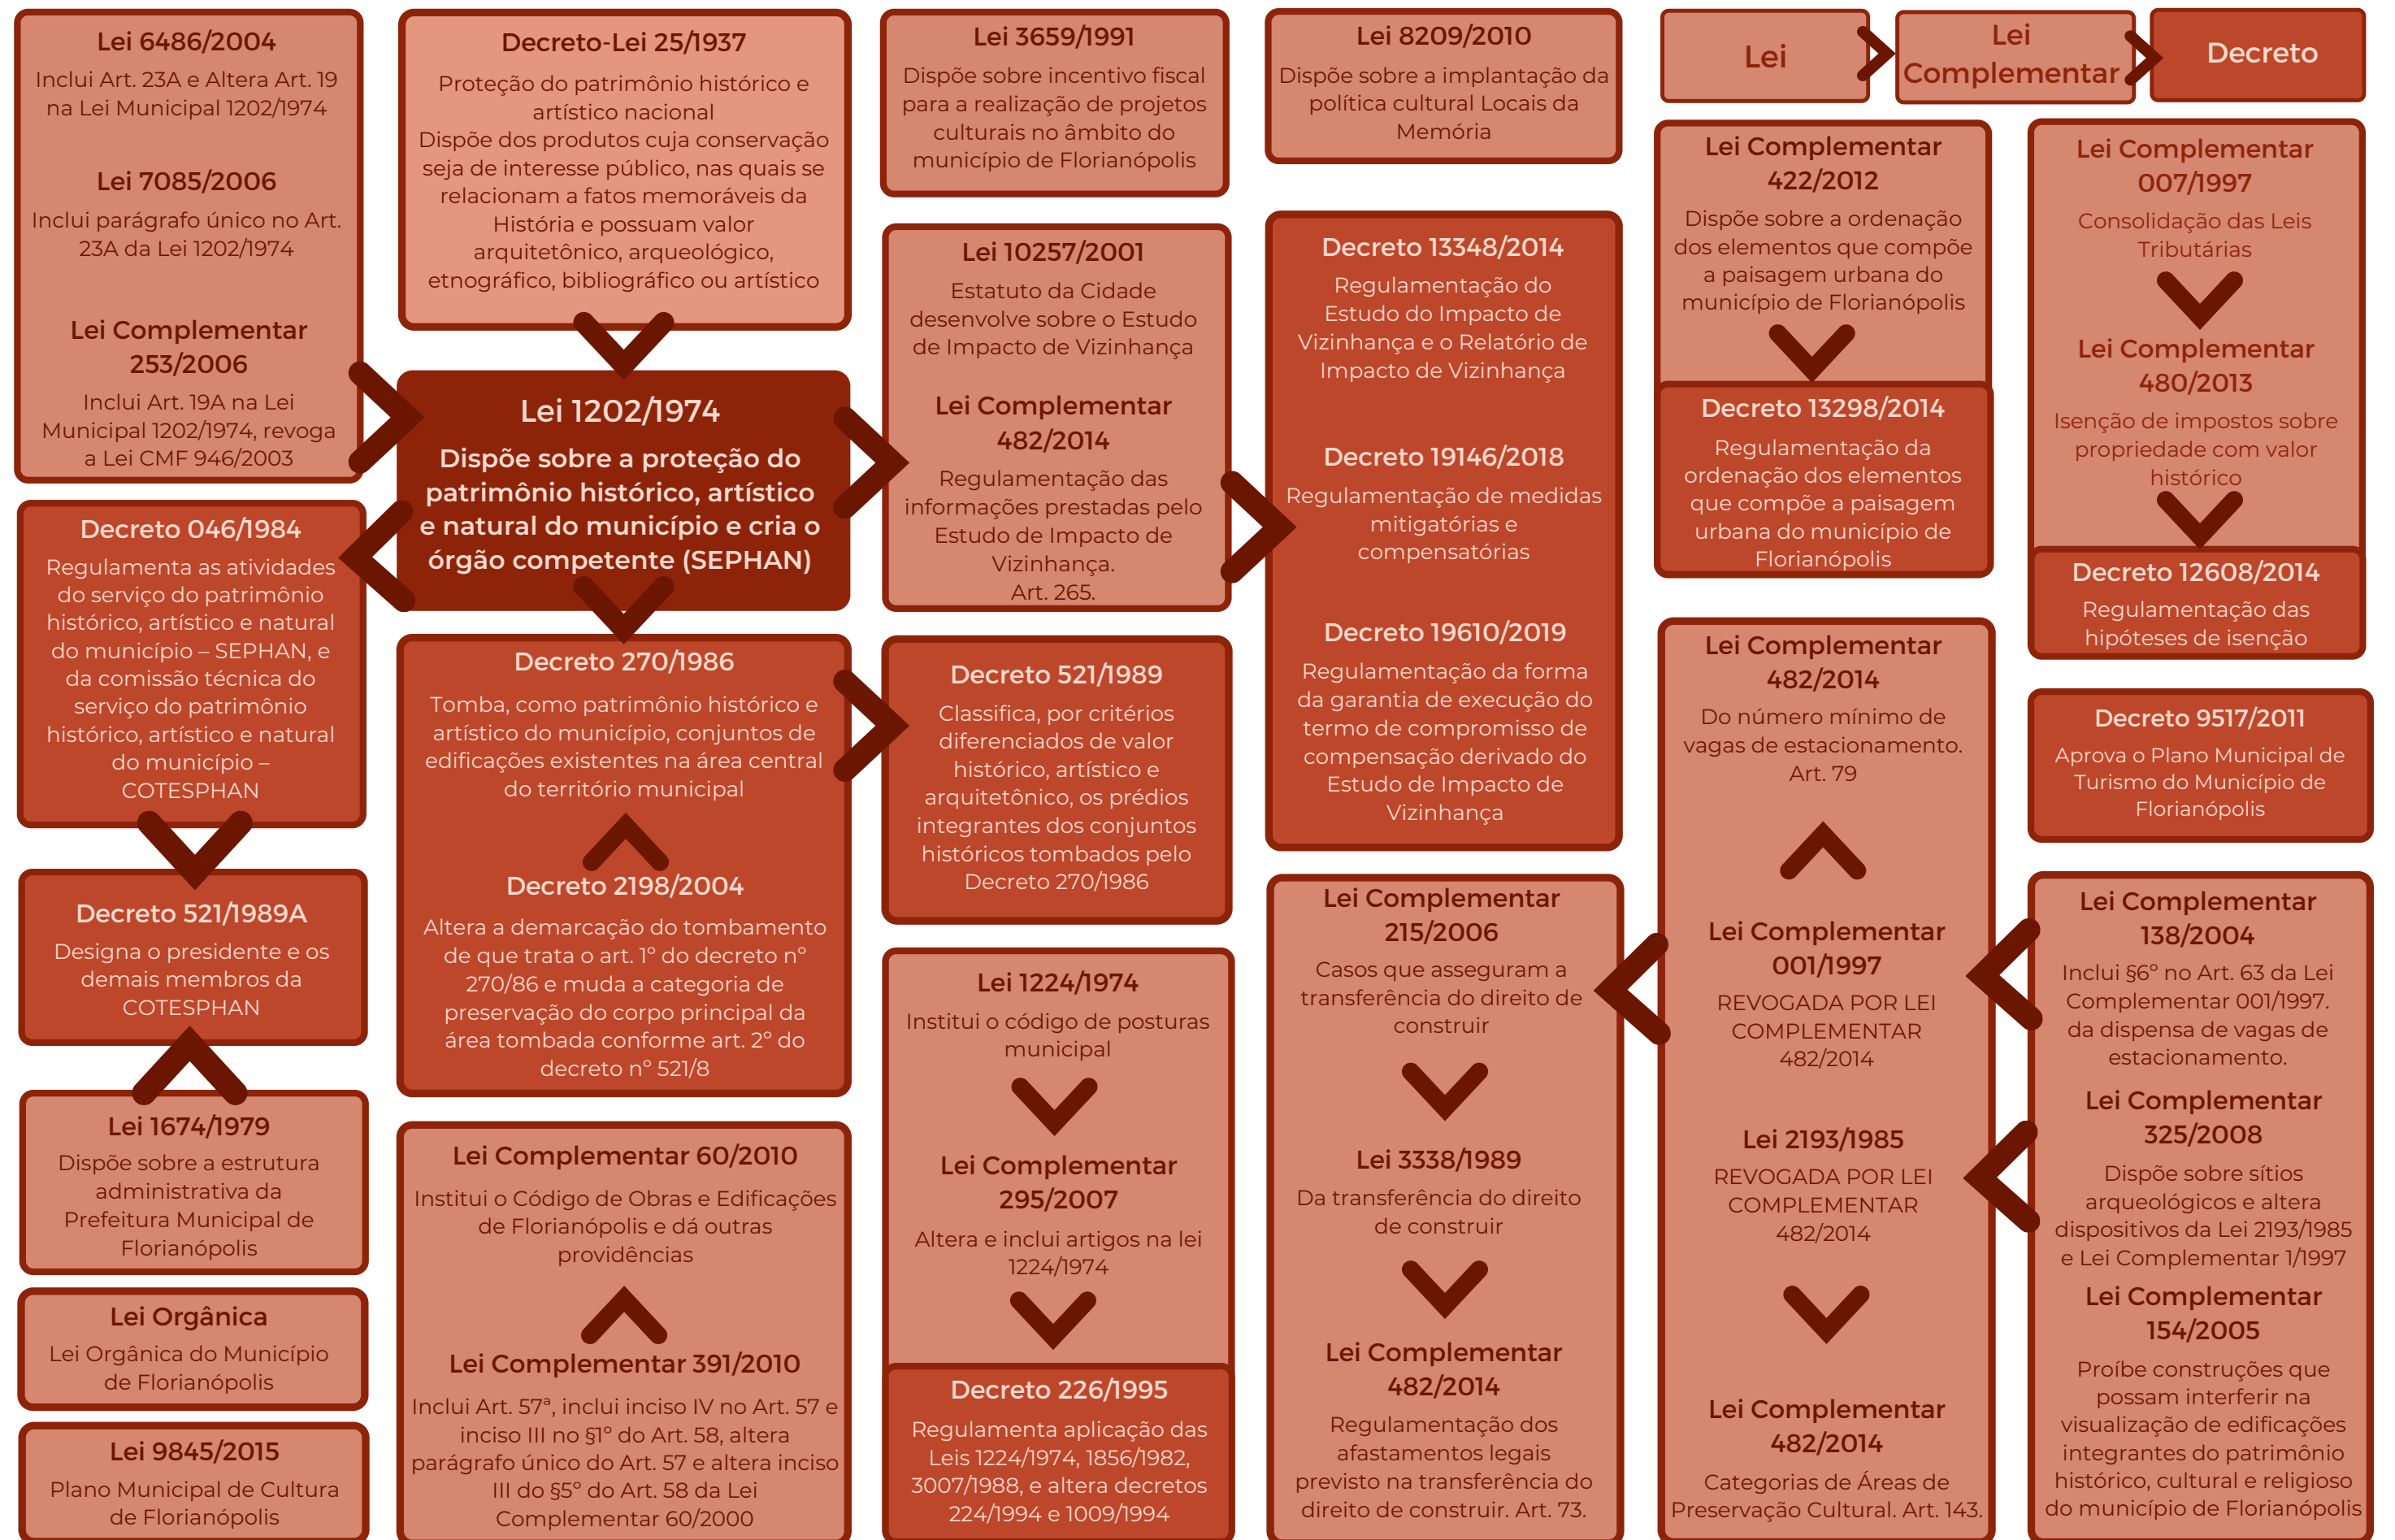 Lei 6486/2004
Inclui Art. 23A e Altera Art. 19
na Lei Municipal 1202/1974
Lei 7085/2006
Inclui parágrafo único no Art.
23A da Lei 1202/1974
Lei Complementar
253/2006
Inclui Art. 19A na Lei
Municipal 1202/1974, revoga
a Lei CMF 946/2003
Decreto 046/1984
Regulamenta as atividades
do serviço do patrimônio
histórico, artístico e natural
do município – SEPHAN, e
da comissão técnica do
serviço do patrimônio
histórico, artístico e natural
do município –
COTESPHAN
Decreto 521/1989A
Designa o presidente e os
demais membros da
COTESPHAN
Lei 1674/1979
Dispõe sobre a estrutura
administrativa da
Prefeitura Municipal de
Florianópolis
Lei Orgânica
Lei Orgânica do Município
de Florianópolis
Lei 9845/2015
Plano Municipal de Cultura
de Florianópolis
Decreto-Lei 25/1937
Proteção do patrimônio histórico e
artístico nacional
Dispõe dos produtos cuja conservação
seja de interesse público, nas quais se
relacionam a fatos memoráveis da
História e possuam valor
arquitetônico, arqueológico,
etnográfico, bibliográfico ou artístico
Lei 1202/1974
Dispõe sobre a proteção do
patrimônio histórico, artístico
e natural do município e cria o
órgão competente (SEPHAN)
Decreto 270/1986
Tomba, como patrimônio histórico e
artístico do município, conjuntos de
edificações existentes na área central
do território municipal
Decreto 2198/2004
Altera a demarcação do tombamento
de que trata o art. 1º do decreto nº
270/86 e muda a categoria de
preservação do corpo principal da
área tombada conforme art. 2º do
decreto nº 521/8
Lei Complementar 60/2010
Institui o Código de Obras e Edificações
de Florianópolis e dá outras
providências
Lei Complementar 391/2010
Inclui Art. 57ª, inclui inciso IV no Art. 57 e
inciso III no §1º do Art. 58, altera
parágrafo único do Art. 57 e altera inciso
III do §5º do Art. 58 da Lei
Complementar 60/2000
Lei 3659/1991
Dispõe sobre incentivo fiscal
para a realização de projetos
culturais no âmbito do
município de Florianópolis
Lei 10257/2001
Estatuto da Cidade
desenvolve sobre o Estudo
de Impacto de Vizinhança
Lei Complementar
482/2014
Regulamentação das
informações prestadas pelo
Estudo de Impacto de
Vizinhança.
Art. 265.
Decreto 521/1989
Classifica, por critérios
diferenciados de valor
histórico, artístico e
arquitetônico, os prédios
integrantes dos conjuntos
históricos tombados pelo
Decreto 270/1986
Lei 1224/1974
Institui o código de posturas
municipal
Lei Complementar
295/2007
Altera e inclui artigos na lei
1224/1974
Decreto 226/1995
Regulamenta aplicação das
Leis 1224/1974, 1856/1982,
3007/1988, e altera decretos
224/1994 e 1009/1994
Lei 8209/2010
Dispõe sobre a implantação da
política cultural Locais da
Memória
Decreto 13348/2014
Regulamentação do
Estudo do Impacto de
Vizinhança e o Relatório de
Impacto de Vizinhança
Decreto 19146/2018
Regulamentação de medidas
mitigatórias e
compensatórias
Decreto 19610/2019
Regulamentação da forma
da garantia de execução do
termo de compromisso de
compensação derivado do
Estudo de Impacto de
Vizinhança
Lei Complementar
215/2006
Casos que asseguram a
transferência do direito de
construir
Lei 3338/1989
Da transferência do direito
de construir
Lei Complementar
482/2014
Regulamentação dos
afastamentos legais
previsto na transferência do
direito de construir. Art. 73.
Lei
Lei
Complementar
Decreto
Lei Complementar
422/2012
Dispõe sobre a ordenação
dos elementos que compõe
a paisagem urbana do
município de Florianópolis
Decreto 13298/2014
Regulamentação da
ordenação dos elementos
que compõe a paisagem
urbana do município de
Florianópolis
Lei Complementar
482/2014
Do número mínimo de
vagas de estacionamento.
Art. 79
Lei Complementar
001/1997
REVOGADA POR LEI
COMPLEMENTAR
482/2014
Lei 2193/1985
REVOGADA POR LEI
COMPLEMENTAR
482/2014
Lei Complementar
482/2014
Categorias de Áreas de
Preservação Cultural. Art. 143.
Lei Complementar
007/1997
Consolidação das Leis
Tributárias
Lei Complementar
480/2013
Isenção de impostos sobre
propriedade com valor
histórico
Decreto 12608/2014
Regulamentação das
hipóteses de isenção
Decreto 9517/2011
Aprova o Plano Municipal de
Turismo do Município de
Florianópolis
Lei Complementar
138/2004
Inclui §6º no Art. 63 da Lei
Complementar 001/1997.
da dispensa de vagas de
estacionamento.
Lei Complementar
325/2008
Dispõe sobre sítios
arqueológicos e altera
dispositivos da Lei 2193/1985
e Lei Complementar 1/1997
Lei Complementar
154/2005
Proíbe construções que
possam interferir na
visualização de edificações
integrantes do patrimônio
histórico, cultural e religioso
do município de Florianópolis